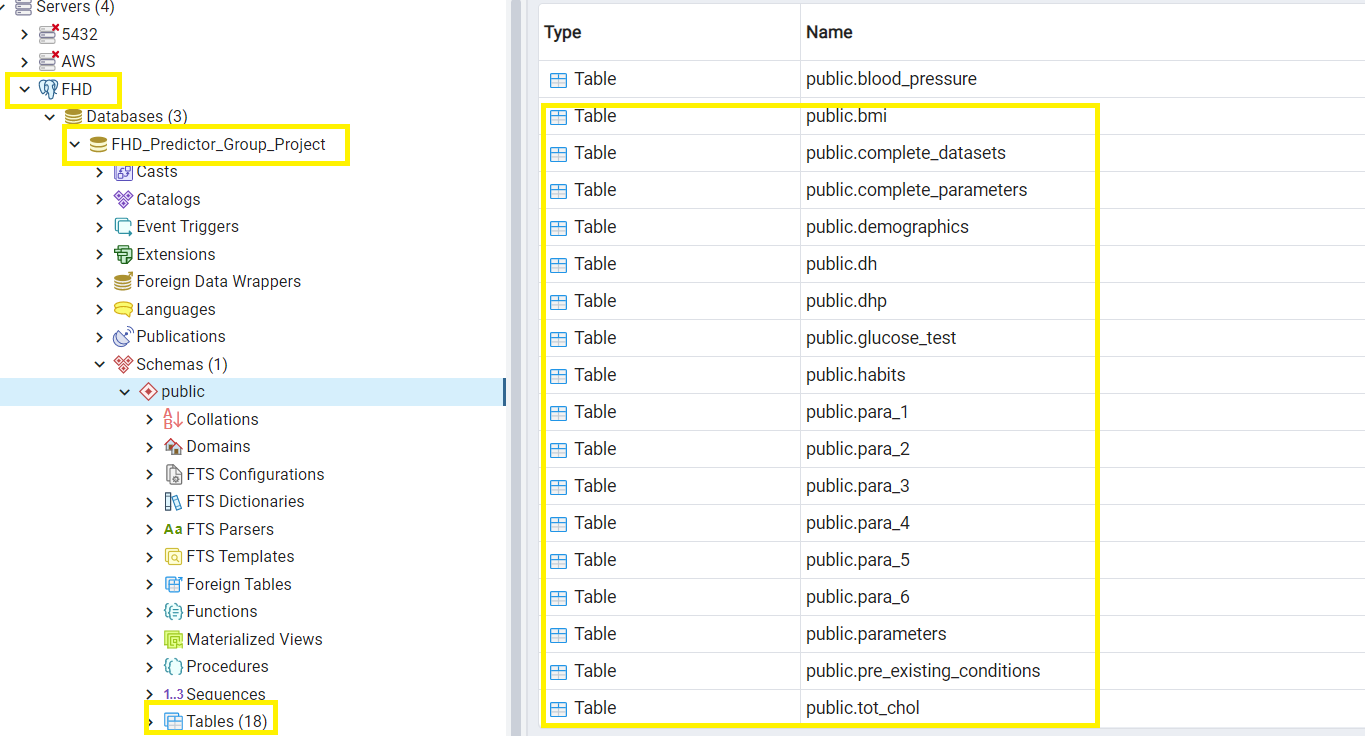 Servers (4)
5432
AWS
FHD
Databases (3)
FHD_Predictor_Group_Project
Casts
Catalogs
Event Triggers
Extensions
Foreign Data Wrappers
Languages
Publications
Schemas (1)
public
Collations
Domains
FTS Configurations
FTS Dictionaries
Aa FTS Parsers
FTS Templates
Foreign Tables
Functions
Materialized Views
Procedures
1..3 Sequences
Tables (18)
Type Name
Table public.blood_pressure
Table public.bmi
Table public.complete_datasets
Table public.complete_parameters
Table public.demographics
Table public.dh
Table public.dhp
Table public.glucose_test
Table public.habits
Table public.para_1
Table public.para_2
Table public.para_3
Table public.para_4
Table public.para_5
Table public.para_6
Table public.parameters
Table public.pre_existing_conditions
Table public.tot_chol